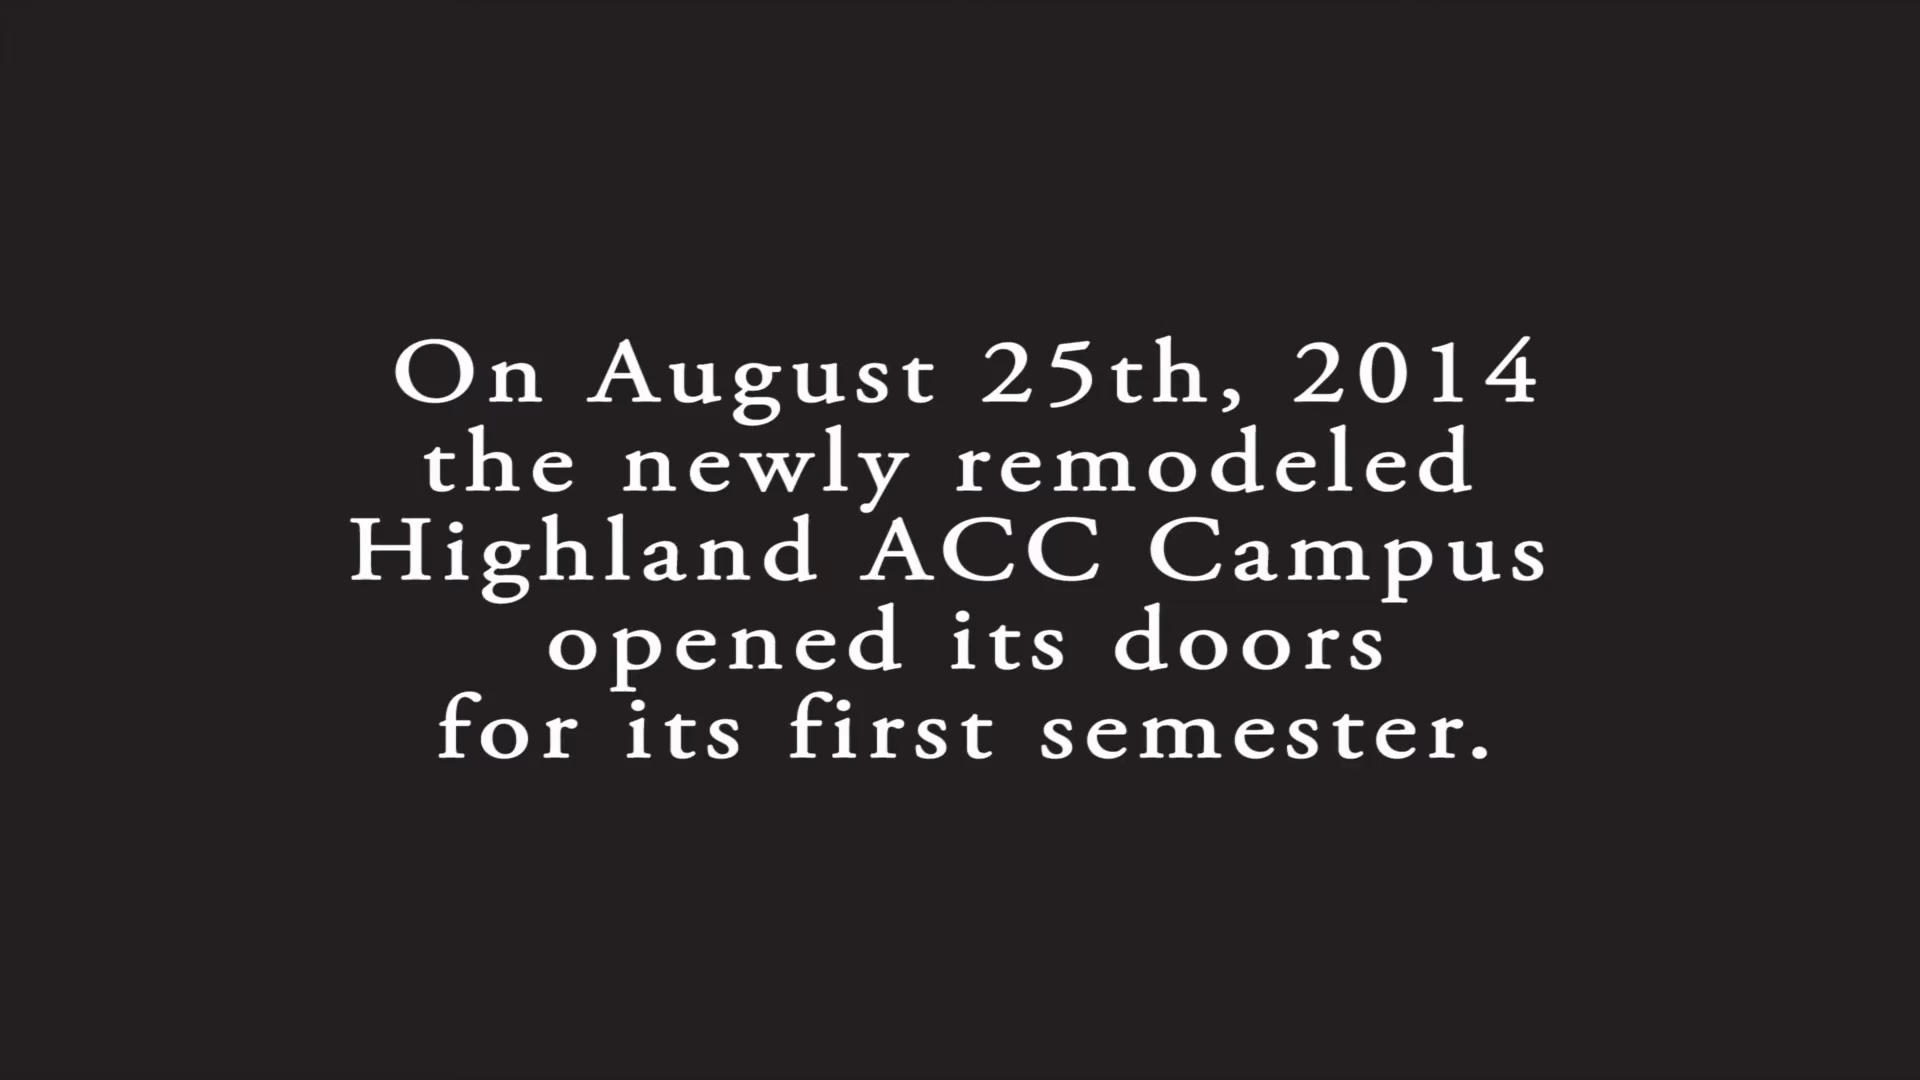 On August 25th, 2014
the newly remodeled
Highland ACC Campus
opened its doors
for its first semester.